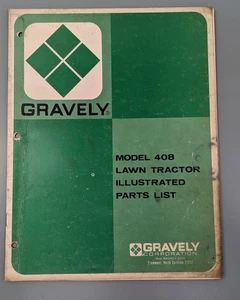 GRAVELY
MODEL 408
LAWN TRACTOR
ILLUSTRATED
PARTS LIST
GRAVELY
CORPORATION